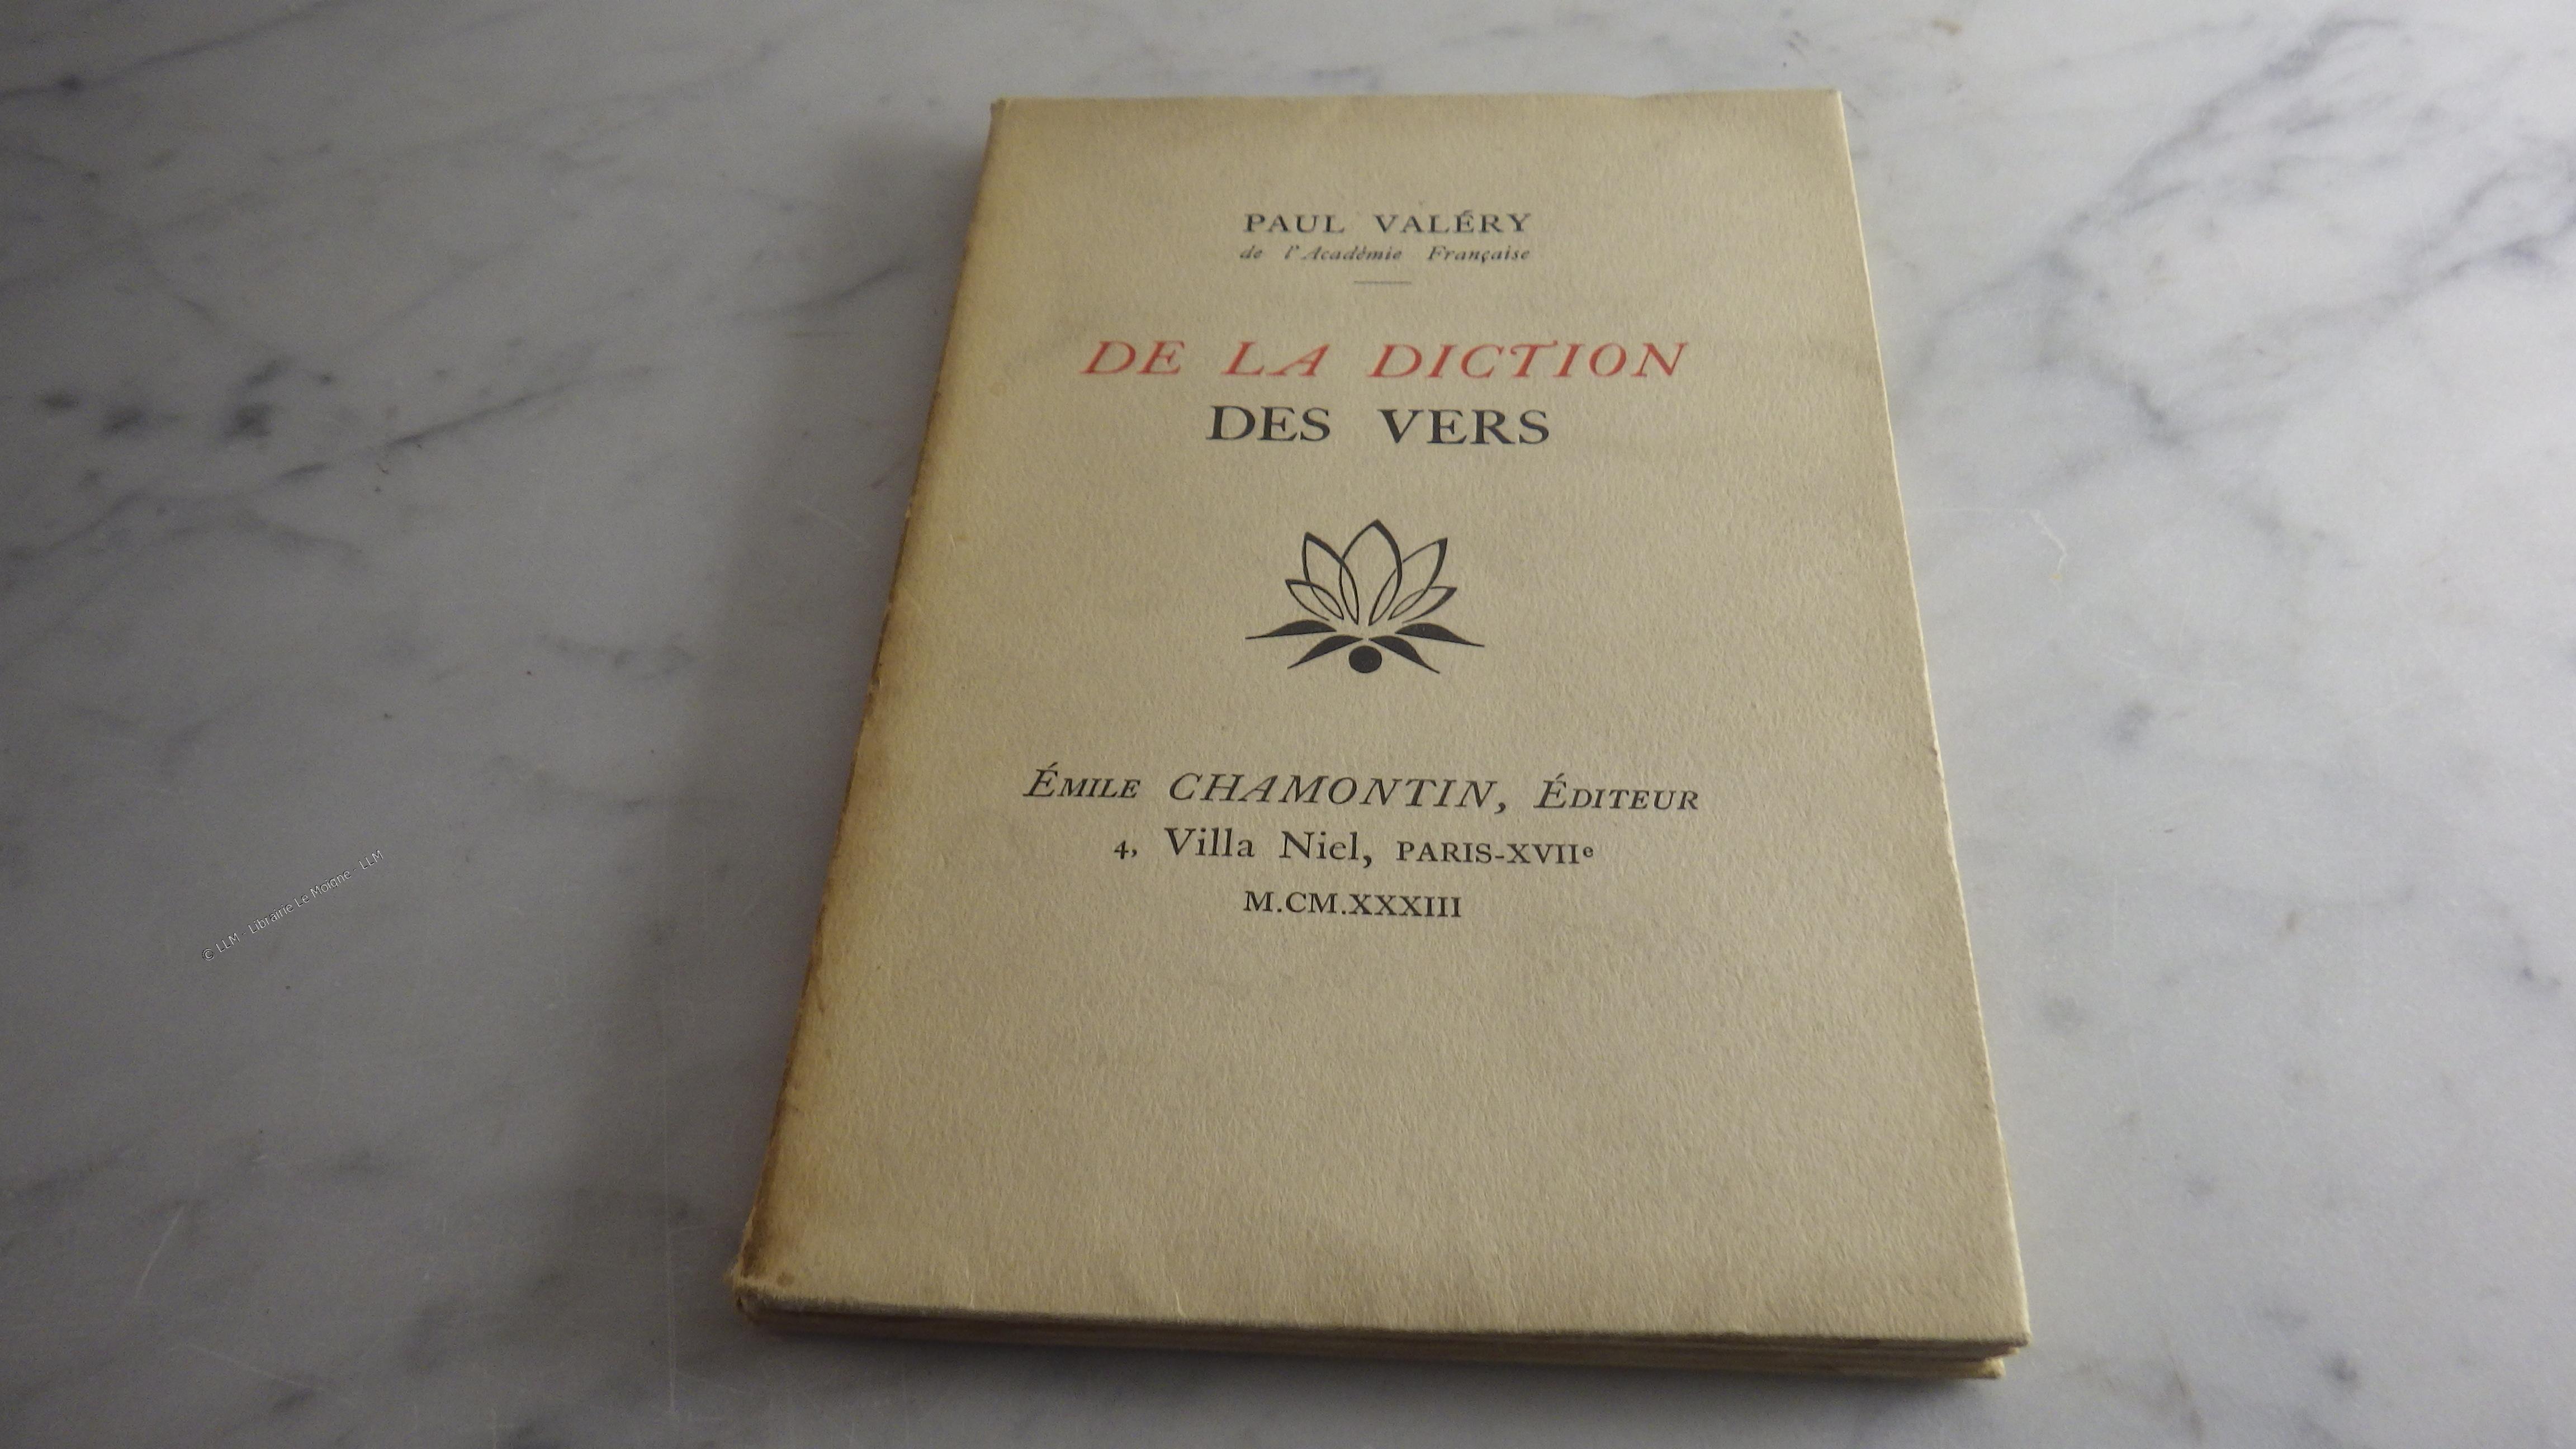 PAUL VALÉRY
de l'Académie Française
DE LA DICTION
DES VERS
ÉMILE CHAMONTIN, ÉDITEUR
4, Villa Niel, PARIS-XVIIe
M.CM.XXXIII
© LLM - Librairie Le Moigne - LLM